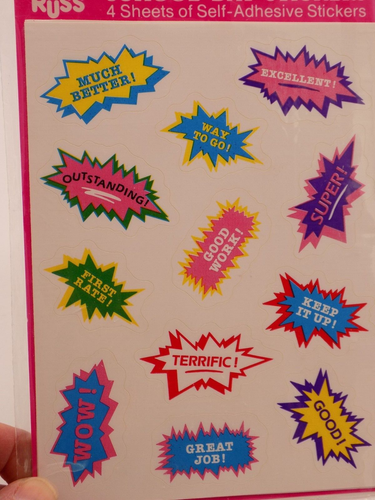 RUSS
4 Sheets of Self-Adhesive Stickers
MUCH
BETTER!
EXCELLENT!
WAY
TO GO!
OUTSTANDING!
SUPER!
GOOD
WORK!
FIRST
RATE!
KEEP
IT UP!
TERRIFIC!
WOW!
GOOD!
GREAT
JOB!